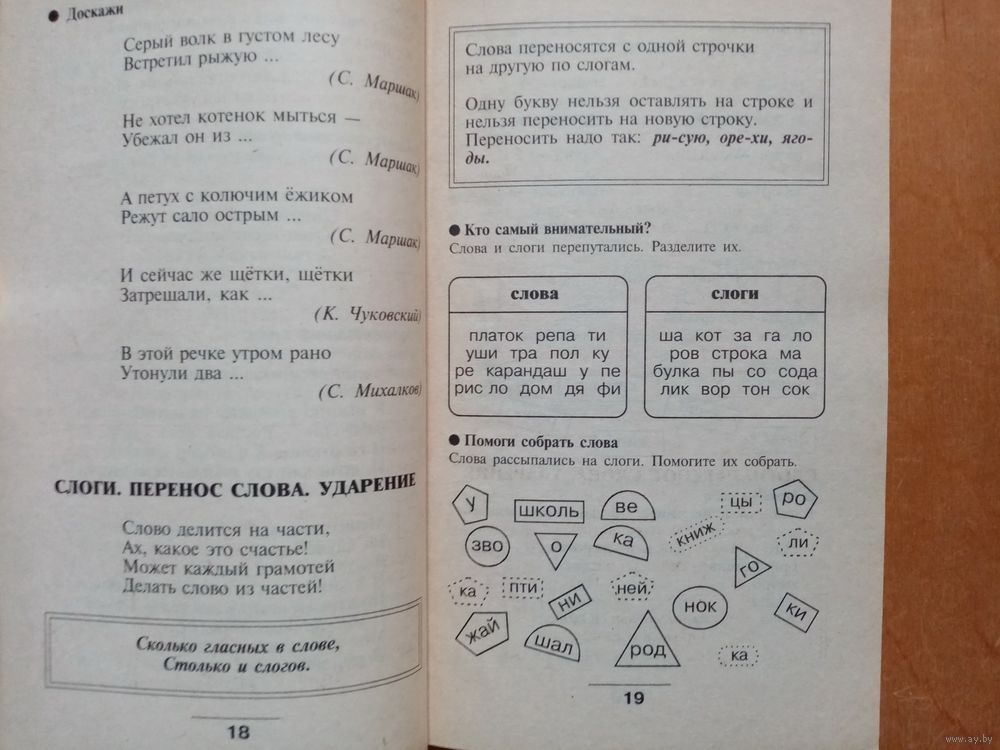 ● Доскажи
Серый волк в густом лесу
Встретил рыжую ...
(С. Маршак)
Не хотел котенок мыться —
Убежал он из ...
(С. Маршак)
А петух с колючим ёжиком
Режут сало острым ...
(С. Маршак)
И сейчас же щётки, щётки
Затрещали, как ...
(К. Чуковский)
В этой речке утром рано
Утонули два ...
(С. Михалков)
СЛОГИ. ПЕРЕНОС СЛОВА. УДАРЕНИЕ
Слово делится на части,
Ах, какое это счастье!
Может каждый грамотей
Делать слово из частей!
Сколько гласных в слове,
Столько и слогов.
18
Слова переносятся с одной строчки
на другую по слогам.
Одну букву нельзя оставлять на строке и
нельзя переносить на новую строку.
Переносить надо так: ри-сую, оре-хи, яго-
ды.
● Кто самый внимательный?
Слова и слоги перепутались. Разделите их.
слова
платок репа ти
уши тра пол ку
ре карандаш у пе
рис ло дом дя фи
слоги
ша кот за га ло
ров строка ма
булка пы со сода
лик вор тон сок
● Помоги собрать слова
Слова рассыпались на слоги. Помогите их собрать.
у школь ве цы ро
зво о ка книж ли
го
ка пти ни ней нок ки
жай шал род ка
19
www.ay.by